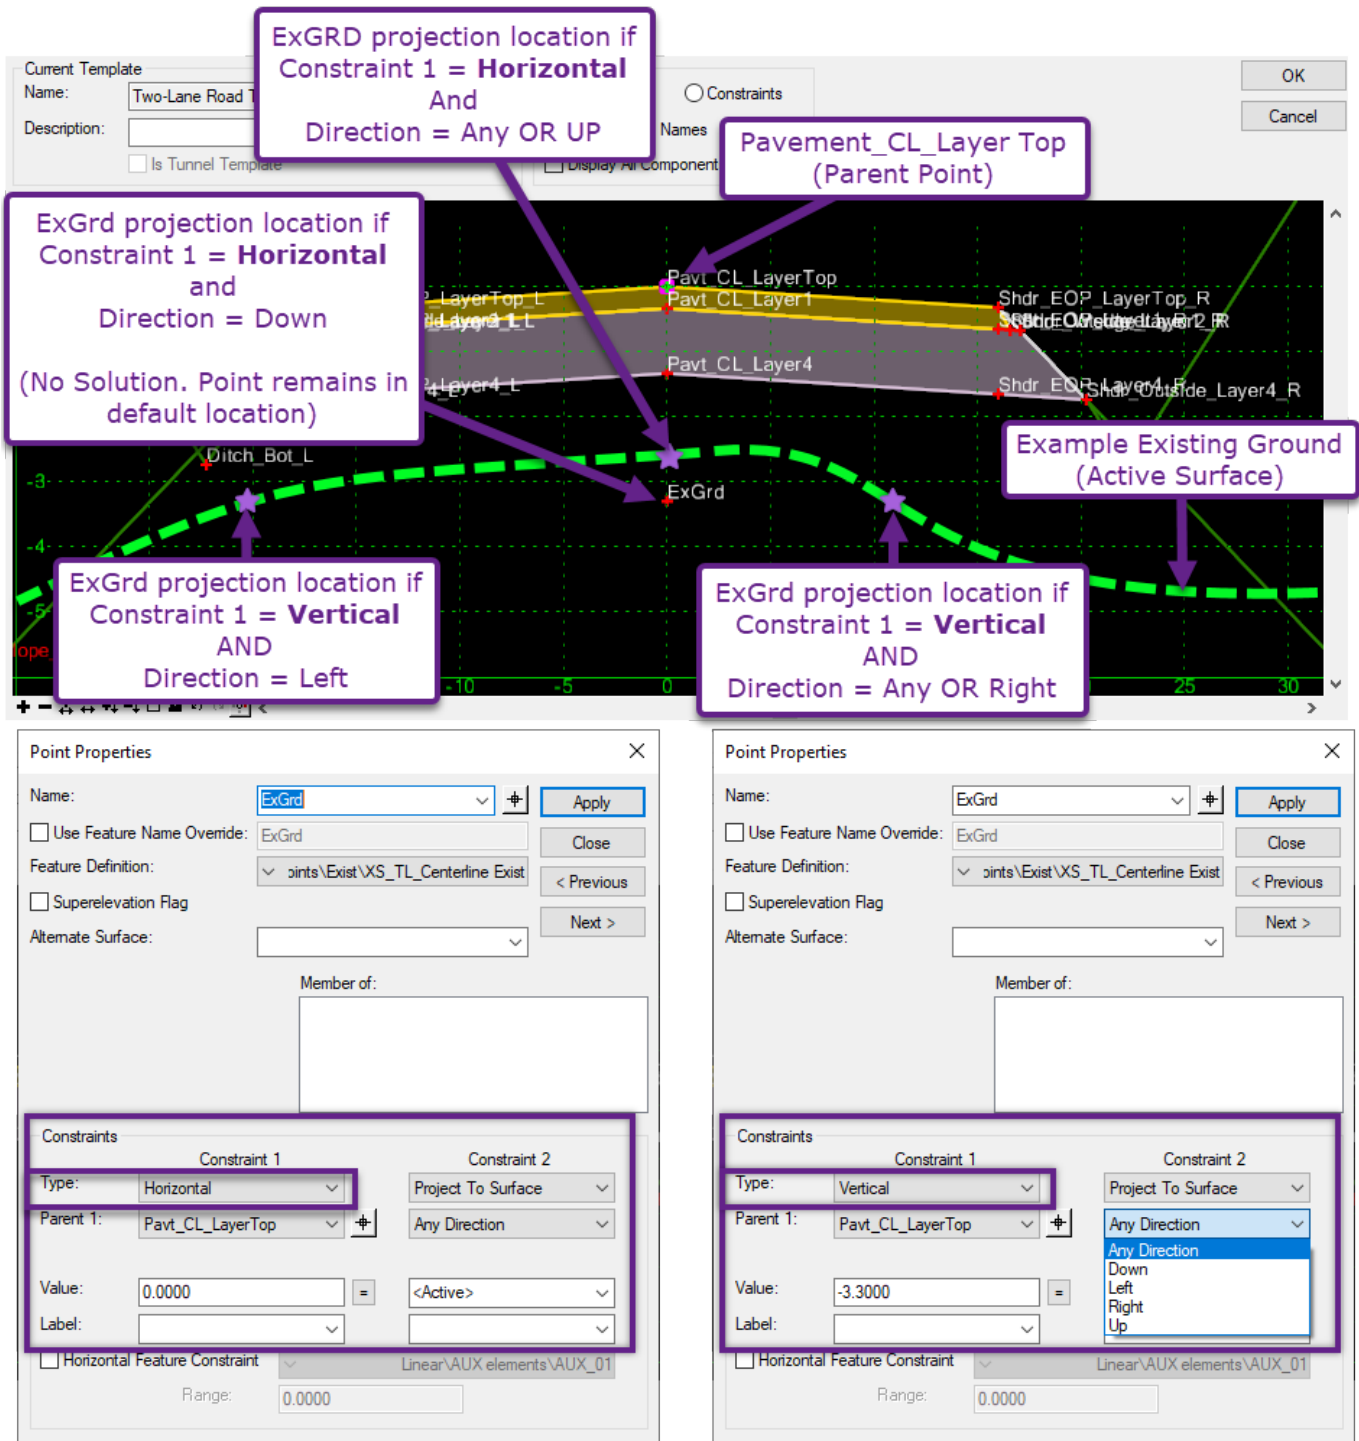 ExGRD projection location if
Constraint 1 = Horizontal
And
Direction = Any OR UP
Current Template
Name:
Two-Lane Road T
Description:
Is Tunnel Template
Constraints
Names
Display All Component
OK
Cancel
Pavement_CL_Layer Top
(Parent Point)
ExGrd projection location if
Constraint 1 = Horizontal
and
Direction = Down
(No Solution. Point remains in
default location)
Pavt_CL_LayerTop
Pavt_CL_Layer1
Pavt_CL_Layer4
LayerTop_L
Shdr_EOP_LayerTop_R
Layer4_L
Shdr_EOP_Layer4_R
Shdr_Outside_Layer4_R
Example Existing Ground
(Active Surface)
Ditch_Bot_L
ExGrd
-3
-4
-5
ExGrd projection location if
Constraint 1 = Vertical
AND
Direction = Left
ExGrd projection location if
Constraint 1 = Vertical
AND
Direction = Any OR Right
-10
-5
0
25
30
Point Properties
Name:
ExGrd
Apply
Use Feature Name Override:
ExGrd
Close
Feature Definition:
oints\Exist\XS_TL_Centerline Exist
< Previous
Superelevation Flag
Next >
Alternate Surface:
Member of:
Constraints
Constraint 1
Constraint 2
Type:
Horizontal
Project To Surface
Parent 1:
Pavt_CL_LayerTop
Any Direction
Value:
0.0000
=
<Active>
Label:
Horizontal Feature Constraint
Linear\AUX elements\AUX_01
Range:
0.0000
Point Properties
Name:
ExGrd
Apply
Use Feature Name Override:
ExGrd
Close
Feature Definition:
oints\Exist\XS_TL_Centerline Exist
< Previous
Superelevation Flag
Next >
Alternate Surface:
Member of:
Constraints
Constraint 1
Constraint 2
Type:
Vertical
Project To Surface
Parent 1:
Pavt_CL_LayerTop
Any Direction
Any Direction
Down
Left
Right
Up
Value:
-3.3000
=
Label:
Horizontal Feature Constraint
Linear\AUX elements\AUX_01
Range:
0.0000